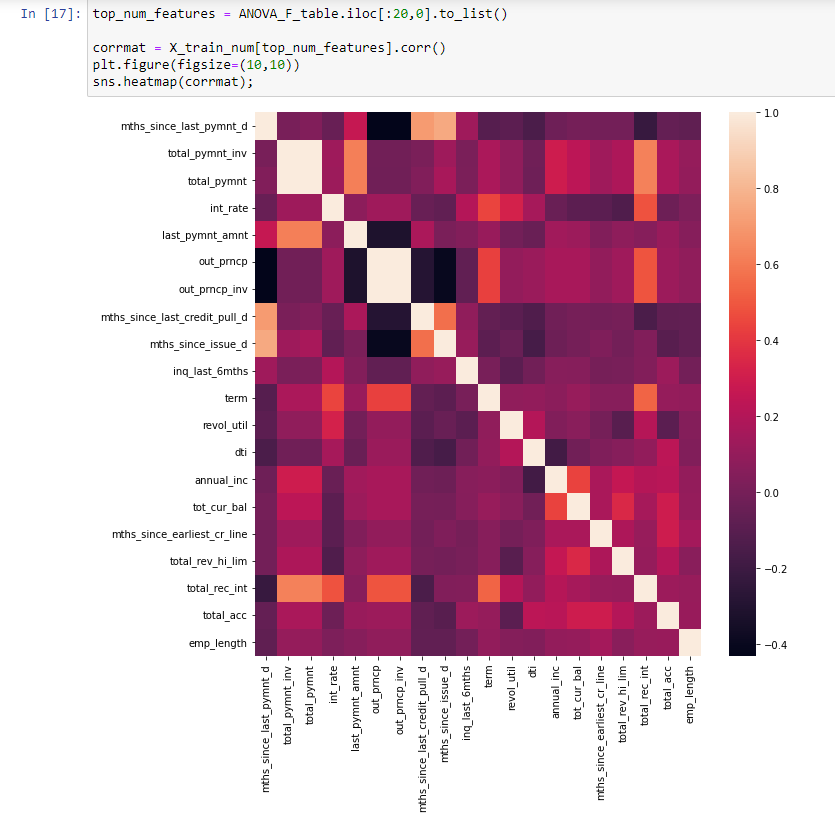 In [17]: top_num_features = ANOVA_F_table.iloc[:20,0].to_list()
corrmat = X_train_num[top_num_features].corr()
plt.figure(figsize=(10,10))
sns.heatmap(corrmat);
mths_since_last_pymnt_d
total_pymnt_inv
total_pymnt
int_rate
last_pymnt_amnt
out_prncp
out_prncp_inv
mths_since_last_credit_pull_d
mths_since_issue_d
inq_last_6mths
term
revol_util
dti
annual_inc
tot_cur_bal
mths_since_earliest_cr_line
total_rev_hi_lim
total_rec_int
total_acc
emp_length
mths_since_last_pymnt_d
total_pymnt_inv
total_pymnt
int_rate
last_pymnt_amnt
out_prncp
out_prncp_inv
mths_since_last_credit_pull_d
mths_since_issue_d
inq_last_6mths
term
revol_util
dti
annual_inc
tot_cur_bal
mths_since_earliest_cr_line
total_rev_hi_lim
total_rec_int
total_acc
emp_length
1.0
0.8
0.6
0.4
0.2
0.0
−0.2
−0.4